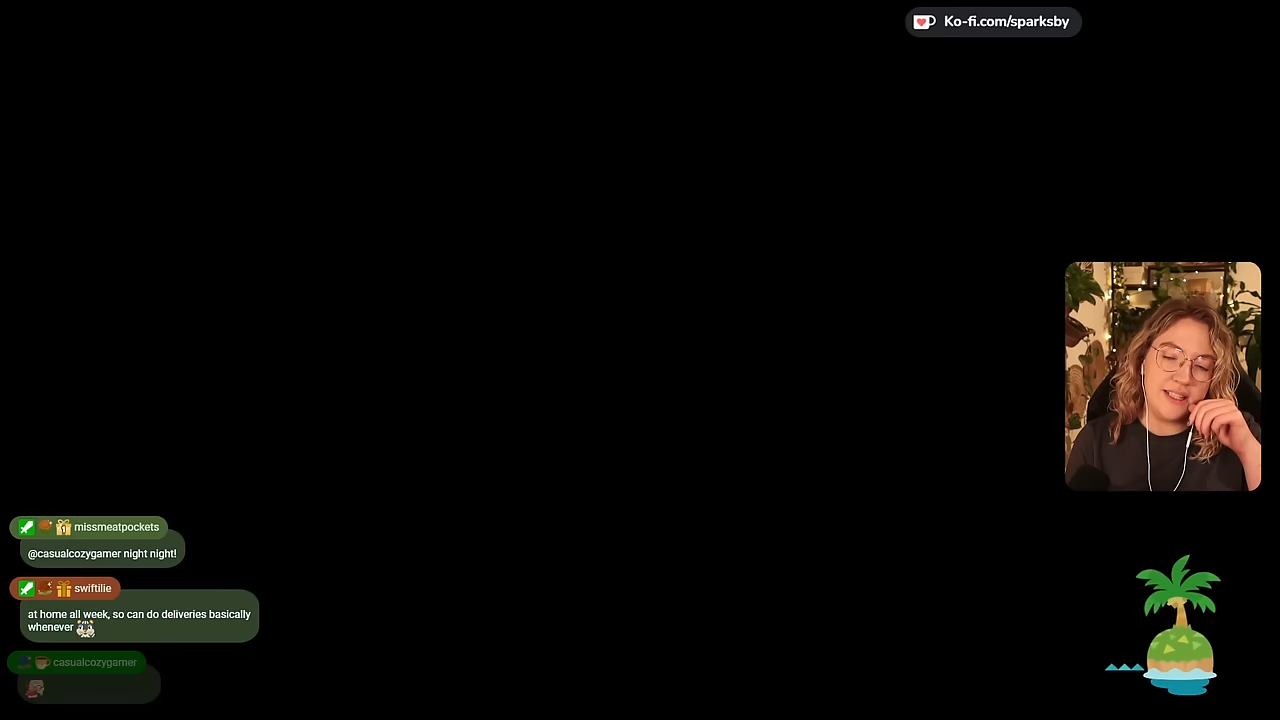 Ko-fi.com/sparksby
missmeatpockets
@casualcozygamer night night!
swiftilie
at home all week, so can do deliveries basically
whenever
casualcozygamer